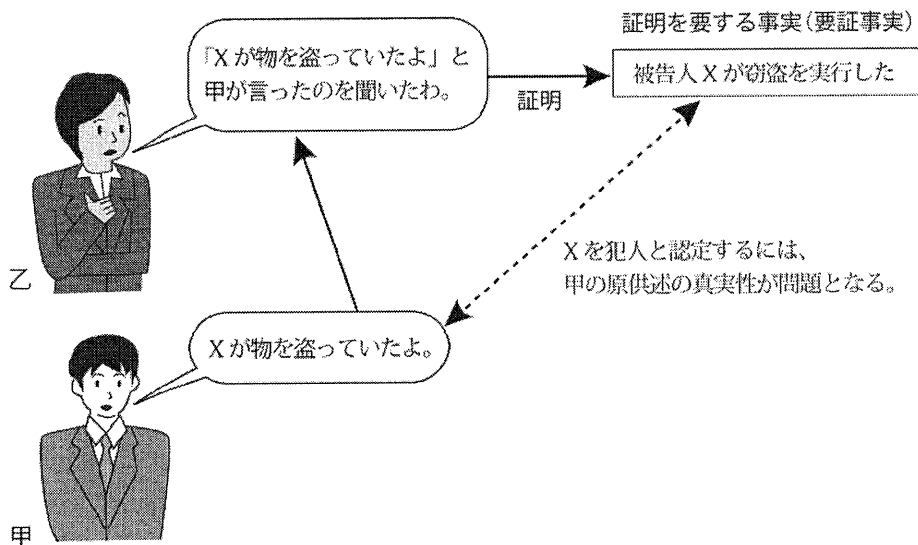 証明を要する事実(要証事実)
「Xが物を盗っていたよ」と
甲が言ったのを聞いたわ。
証明
被告人Xが窃盗を実行した
乙
Xを犯人と認定するには、
甲の原供述の真実性が問題となる。
Xが物を盗っていたよ。
甲